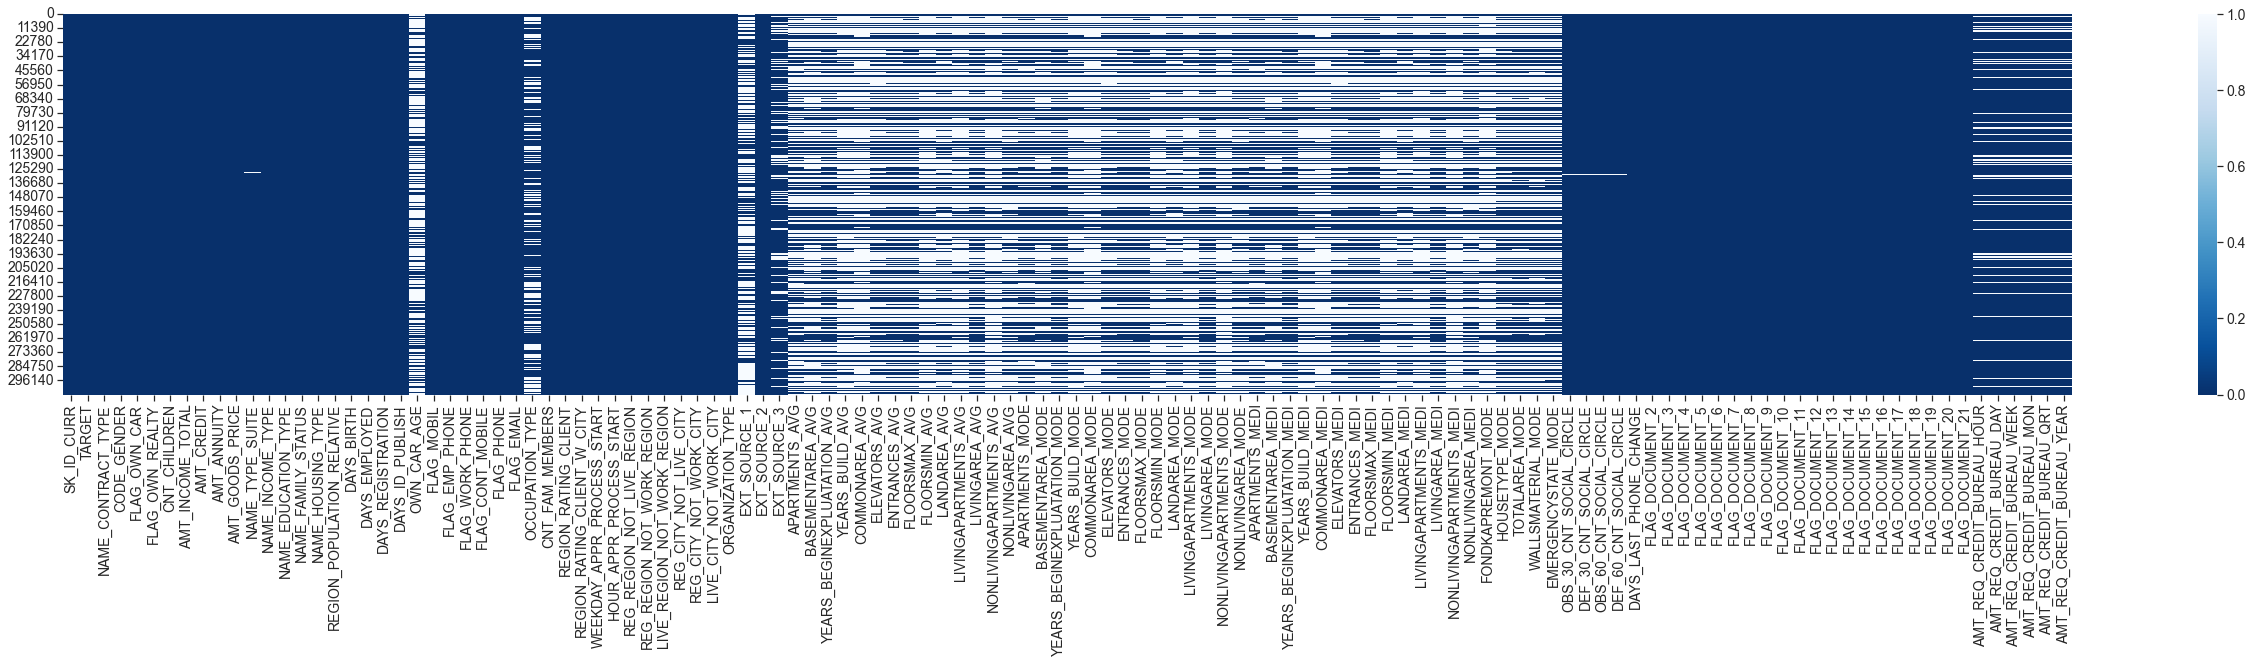 0
11390
22780
34170
45560
56950
68340
79730
91120
102510
113900
125290
136680
148070
159460
170850
182240
193630
205020
216410
227800
239190
250580
261970
273360
284750
296140
1.0
0.8
0.6
0.4
0.2
0.0
SK_ID_CURR
TARGET
NAME_CONTRACT_TYPE
CODE_GENDER
FLAG_OWN_CAR
FLAG_OWN_REALTY
CNT_CHILDREN
AMT_INCOME_TOTAL
AMT_CREDIT
AMT_ANNUITY
AMT_GOODS_PRICE
NAME_TYPE_SUITE
NAME_INCOME_TYPE
NAME_EDUCATION_TYPE
NAME_FAMILY_STATUS
NAME_HOUSING_TYPE
REGION_POPULATION_RELATIVE
DAYS_BIRTH
DAYS_EMPLOYED
DAYS_REGISTRATION
DAYS_ID_PUBLISH
OWN_CAR_AGE
FLAG_MOBIL
FLAG_EMP_PHONE
FLAG_WORK_PHONE
FLAG_CONT_MOBILE
FLAG_PHONE
FLAG_EMAIL
OCCUPATION_TYPE
CNT_FAM_MEMBERS
REGION_RATING_CLIENT
REGION_RATING_CLIENT_W_CITY
WEEKDAY_APPR_PROCESS_START
HOUR_APPR_PROCESS_START
REG_REGION_NOT_LIVE_REGION
REG_REGION_NOT_WORK_REGION
LIVE_REGION_NOT_WORK_REGION
REG_CITY_NOT_LIVE_CITY
REG_CITY_NOT_WORK_CITY
LIVE_CITY_NOT_WORK_CITY
ORGANIZATION_TYPE
EXT_SOURCE_1
EXT_SOURCE_2
EXT_SOURCE_3
APARTMENTS_AVG
BASEMENTAREA_AVG
YEARS_BEGINEXPLUATATION_AVG
YEARS_BUILD_AVG
COMMONAREA_AVG
ELEVATORS_AVG
ENTRANCES_AVG
FLOORSMAX_AVG
FLOORSMIN_AVG
LANDAREA_AVG
LIVINGAPARTMENTS_AVG
LIVINGAREA_AVG
NONLIVINGAPARTMENTS_AVG
NONLIVINGAREA_AVG
APARTMENTS_MODE
BASEMENTAREA_MODE
YEARS_BEGINEXPLUATATION_MODE
YEARS_BUILD_MODE
COMMONAREA_MODE
ELEVATORS_MODE
ENTRANCES_MODE
FLOORSMAX_MODE
FLOORSMIN_MODE
LANDAREA_MODE
LIVINGAPARTMENTS_MODE
LIVINGAREA_MODE
NONLIVINGAPARTMENTS_MODE
NONLIVINGAREA_MODE
APARTMENTS_MEDI
BASEMENTAREA_MEDI
YEARS_BEGINEXPLUATATION_MEDI
YEARS_BUILD_MEDI
COMMONAREA_MEDI
ELEVATORS_MEDI
ENTRANCES_MEDI
FLOORSMAX_MEDI
FLOORSMIN_MEDI
LANDAREA_MEDI
LIVINGAPARTMENTS_MEDI
LIVINGAREA_MEDI
NONLIVINGAPARTMENTS_MEDI
NONLIVINGAREA_MEDI
FONDKAPREMONT_MODE
HOUSETYPE_MODE
TOTALAREA_MODE
WALLSMATERIAL_MODE
EMERGENCYSTATE_MODE
OBS_30_CNT_SOCIAL_CIRCLE
DEF_30_CNT_SOCIAL_CIRCLE
OBS_60_CNT_SOCIAL_CIRCLE
DEF_60_CNT_SOCIAL_CIRCLE
DAYS_LAST_PHONE_CHANGE
FLAG_DOCUMENT_2
FLAG_DOCUMENT_3
FLAG_DOCUMENT_4
FLAG_DOCUMENT_5
FLAG_DOCUMENT_6
FLAG_DOCUMENT_7
FLAG_DOCUMENT_8
FLAG_DOCUMENT_9
FLAG_DOCUMENT_10
FLAG_DOCUMENT_11
FLAG_DOCUMENT_12
FLAG_DOCUMENT_13
FLAG_DOCUMENT_14
FLAG_DOCUMENT_15
FLAG_DOCUMENT_16
FLAG_DOCUMENT_17
FLAG_DOCUMENT_18
FLAG_DOCUMENT_19
FLAG_DOCUMENT_20
FLAG_DOCUMENT_21
AMT_REQ_CREDIT_BUREAU_HOUR
AMT_REQ_CREDIT_BUREAU_DAY
AMT_REQ_CREDIT_BUREAU_WEEK
AMT_REQ_CREDIT_BUREAU_MON
AMT_REQ_CREDIT_BUREAU_QRT
AMT_REQ_CREDIT_BUREAU_YEAR